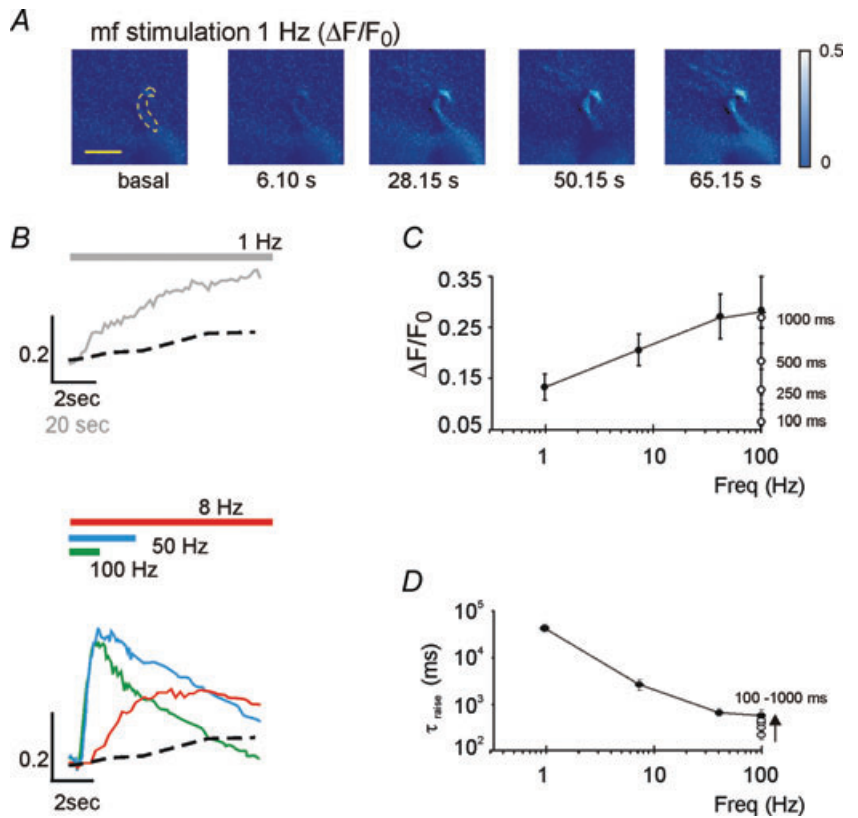 A
mf stimulation 1 Hz (ΔF/F0)
0.5
0
basal
6.10 s
28.15 s
50.15 s
65.15 s
B
1 Hz
0.2
2sec
20 sec
8 Hz
50 Hz
100 Hz
0.2
2sec
C
ΔF/F0
0.35
0.25
0.15
0.05
1000 ms
500 ms
250 ms
100 ms
1
10
100
Freq (Hz)
D
τ raise (ms)
10^5
10^4
10^3
10^2
100 -1000 ms
1
10
100
Freq (Hz)